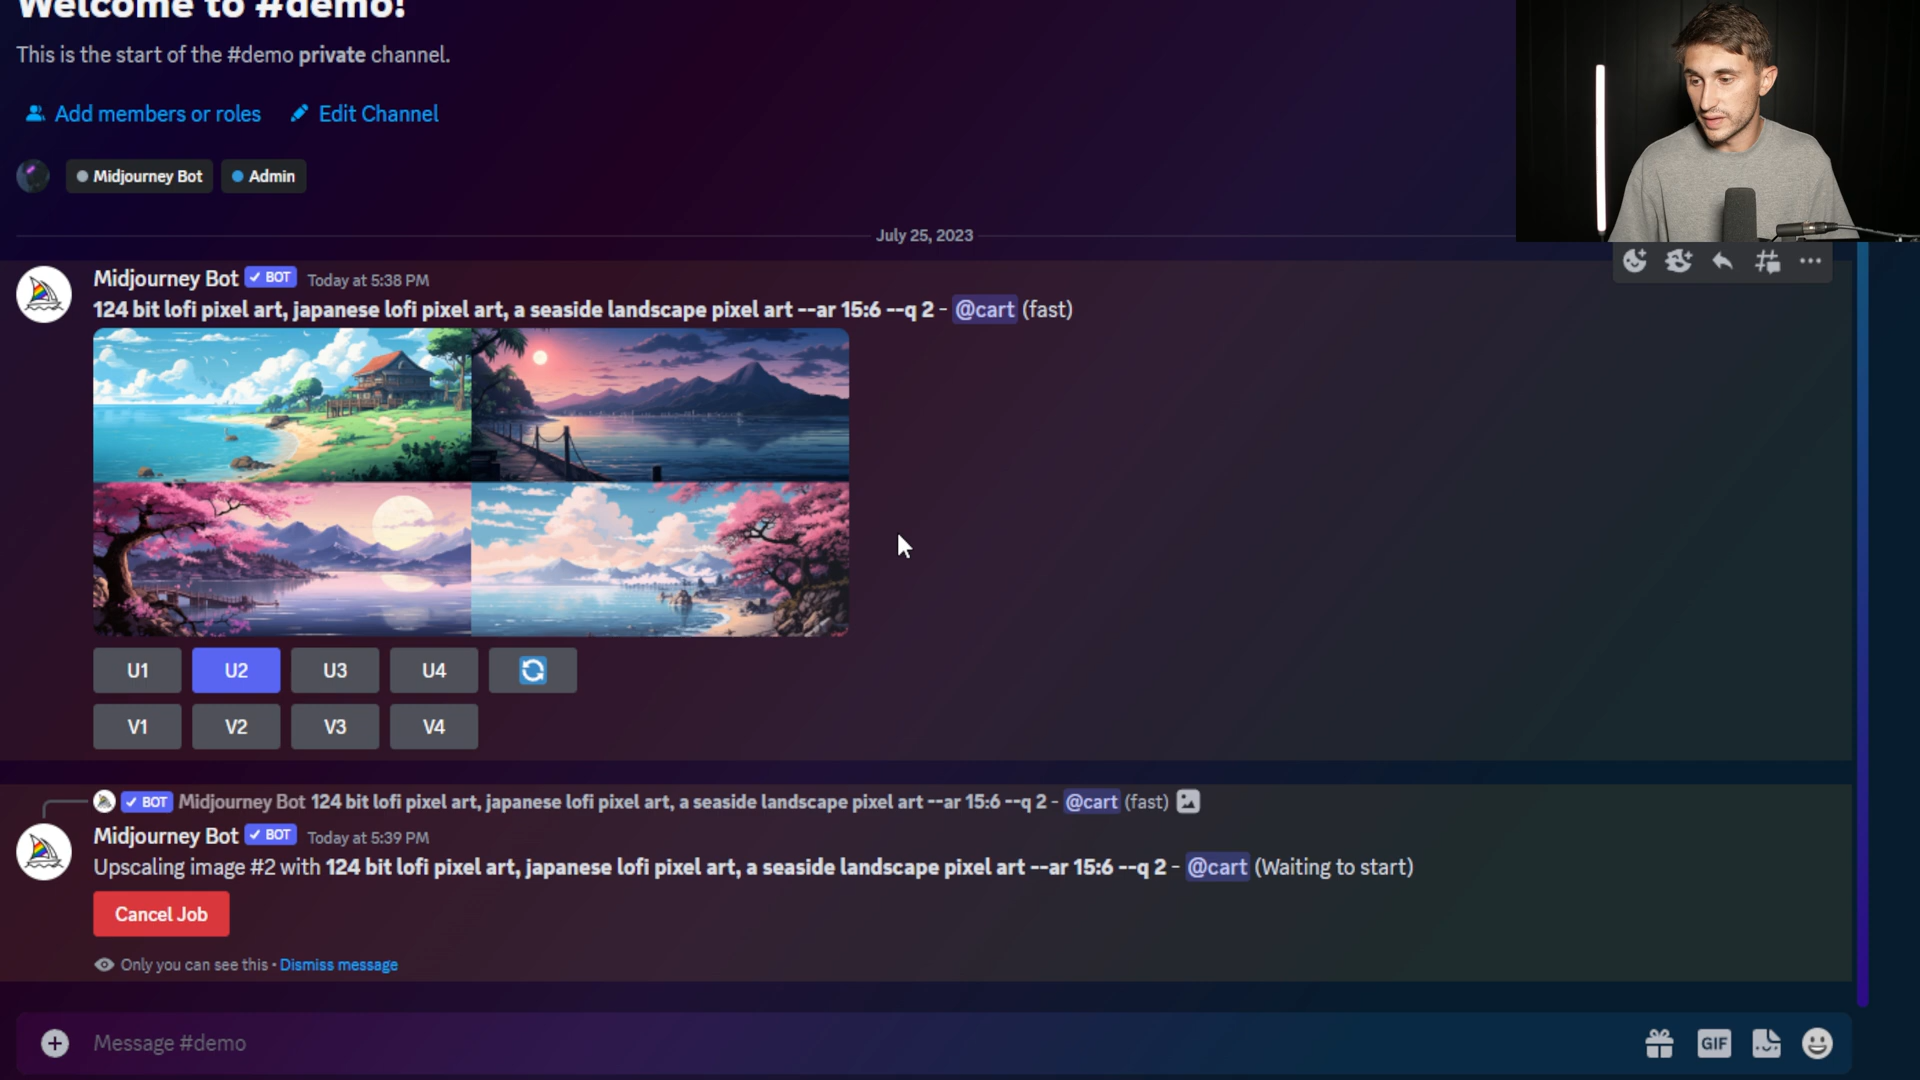 Welcome to #demo!
This is the start of the #demo private channel.
Add members or roles Edit Channel
Midjourney Bot Admin
July 25, 2023
Midjourney Bot BOT Today at 5:38 PM
124 bit lofi pixel art, japanese lofi pixel art, a seaside landscape pixel art --ar 15:6 --q 2 - @cart (fast)
U1 U2 U3 U4
V1 V2 V3 V4
BOT Midjourney Bot 124 bit lofi pixel art, japanese lofi pixel art, a seaside landscape pixel art --ar 15:6 --q 2 - @cart (fast)
Midjourney Bot BOT Today at 5:39 PM
Upscaling image #2 with 124 bit lofi pixel art, japanese lofi pixel art, a seaside landscape pixel art --ar 15:6 --q 2 - @cart (Waiting to start)
Cancel Job
Only you can see this • Dismiss message
Message #demo GIF